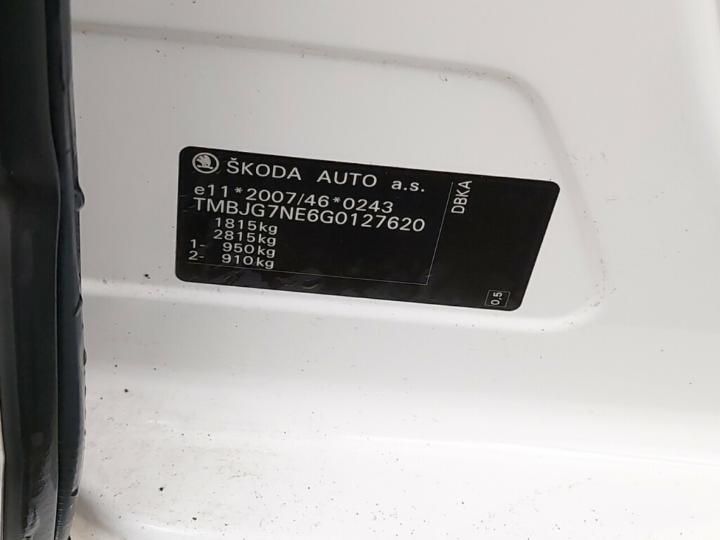 ŠKODA AUTO a.s.
e11*2007/46*0243
TMBJG7NE6G0127620
1815kg
2815kg
1- 950kg
2- 910kg
DBKA
0,5